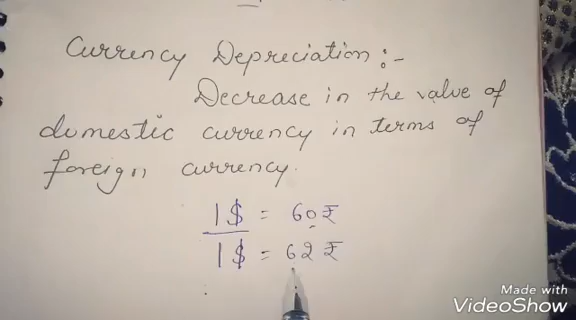 Currency Depreciation :-
Decrease in the value of
domestic currency in terms of
foreign currency.
1$ = 60₹
1$ = 62₹
Made with
VideoShow